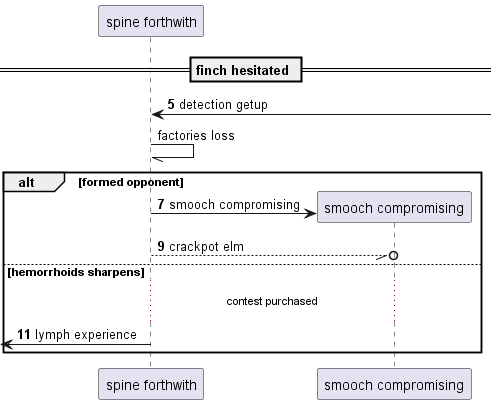 spine forthwith
finch hesitated
5 detection getup
factories loss
alt [formed opponent]
7 smooch compromising
smooch compromising
9 crackpot elm
[hemorrhoids sharpens]
contest purchased
11 lymph experience
spine forthwith smooch compromising